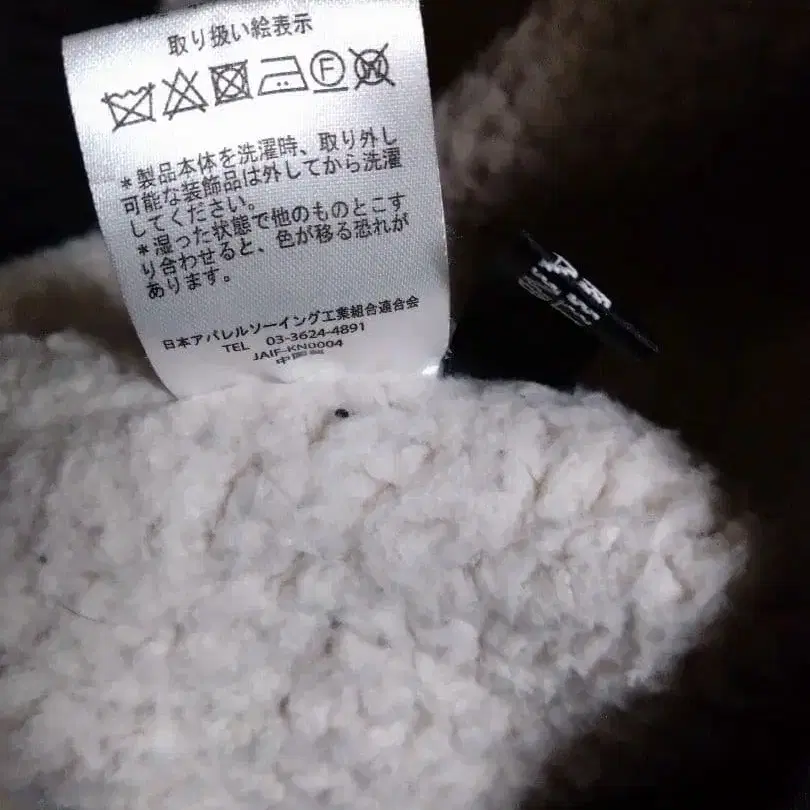 取り扱い絵表示
F W
*製品本体を洗濯時、取り外し
可能な装飾品は外してから洗濯
してください。
*湿った状態で他のものとこす
り合わせると、色が移る恐れが
あります。
日本アパレルソーイング工業組合連合会
TEL 03-3624-4891
JAIF-KN0004
中国製